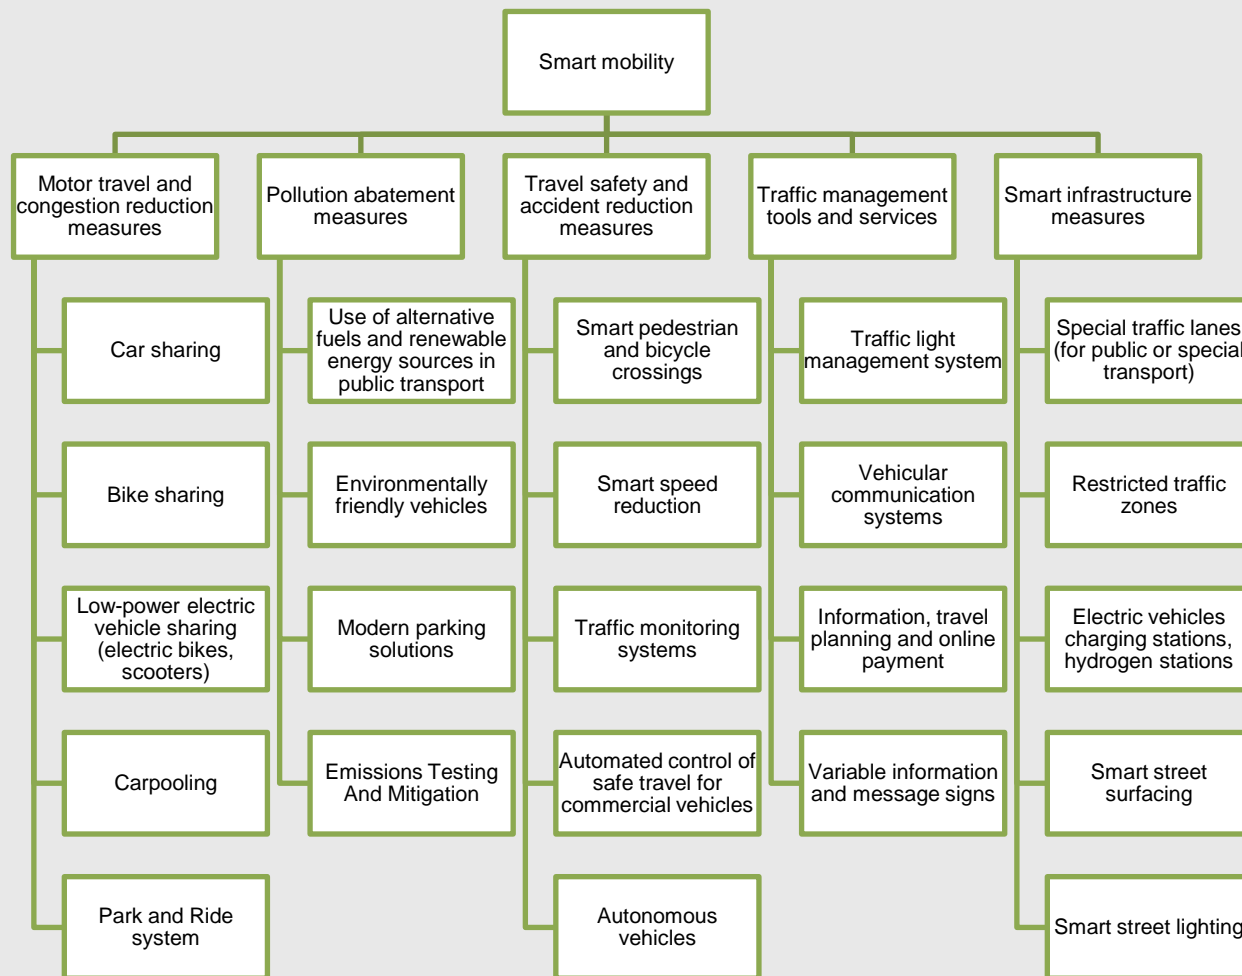 Smart mobility
Motor travel and
congestion reduction
measures
Pollution abatement
measures
Travel safety and
accident reduction
measures
Traffic management
tools and services
Smart infrastructure
measures
Car sharing
Bike sharing
Low-power electric
vehicle sharing
(electric bikes,
scooters)
Carpooling
Park and Ride
system
Use of alternative
fuels and renewable
energy sources in
public transport
Environmentally
friendly vehicles
Modern parking
solutions
Emissions Testing
And Mitigation
Smart pedestrian
and bicycle
crossings
Smart speed
reduction
Traffic monitoring
systems
Automated control of
safe travel for
commercial vehicles
Autonomous
vehicles
Traffic light
management system
Vehicular
communication
systems
Information, travel
planning and online
payment
Variable information
and message signs
Special traffic lanes
(for public or special
transport)
Restricted traffic
zones
Electric vehicles
charging stations,
hydrogen stations
Smart street
surfacing
Smart street lighting